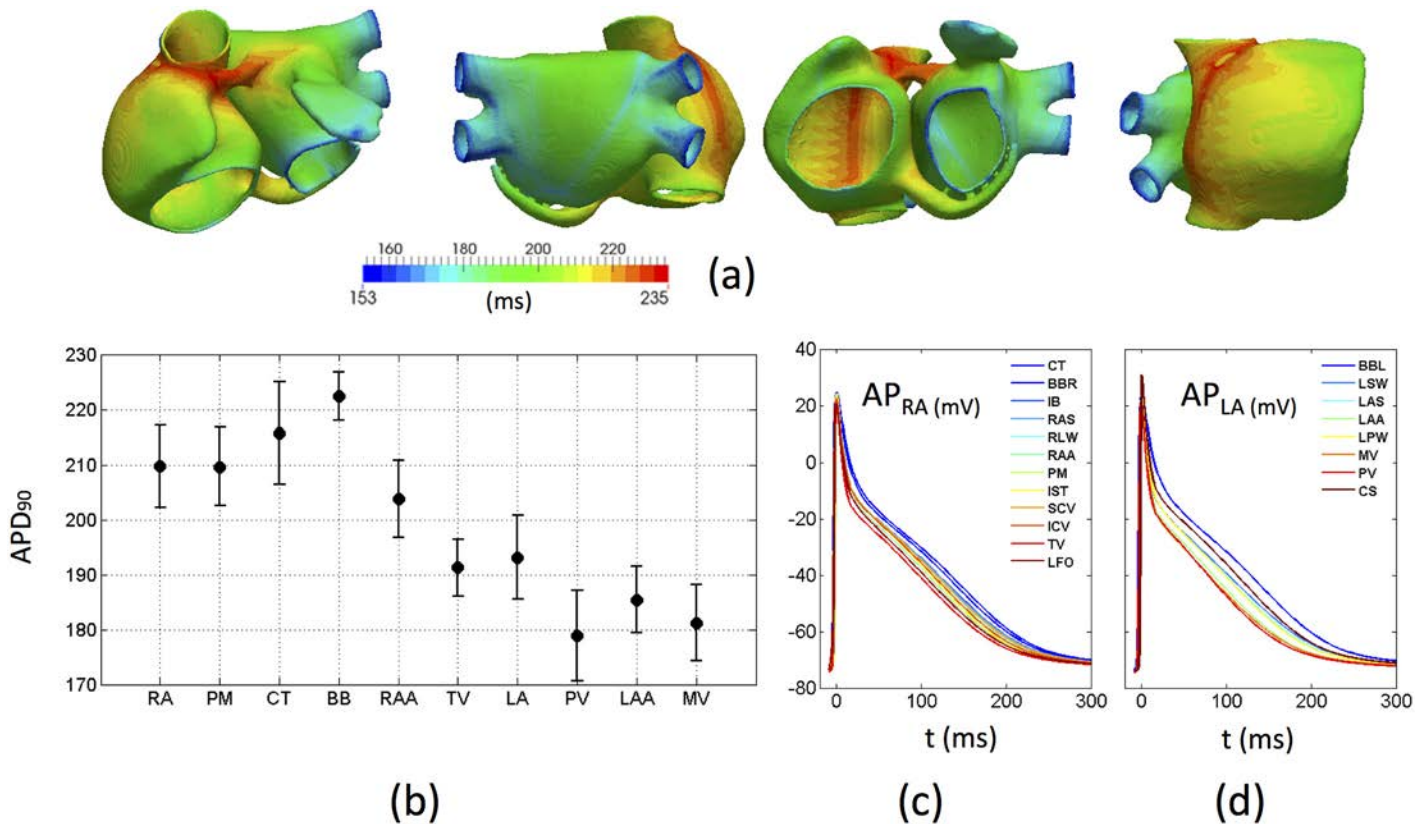 160 180 200 220
153 (ms) 235
(a)
230
220
210
200
190
180
170
APD90
RA PM CT BB RAA TV LA PV LAA MV
(b)
40
20
0
-20
-40
-60
-80
APRA (mV)
CT
BBR
IB
RAS
RLW
RAA
PM
IST
SCV
ICV
TV
LFO
0 100 200 300
t (ms)
(c)
APLA (mV)
BBL
LSW
LAS
LAA
LPW
MV
PV
CS
0 100 200 300
t (ms)
(d)